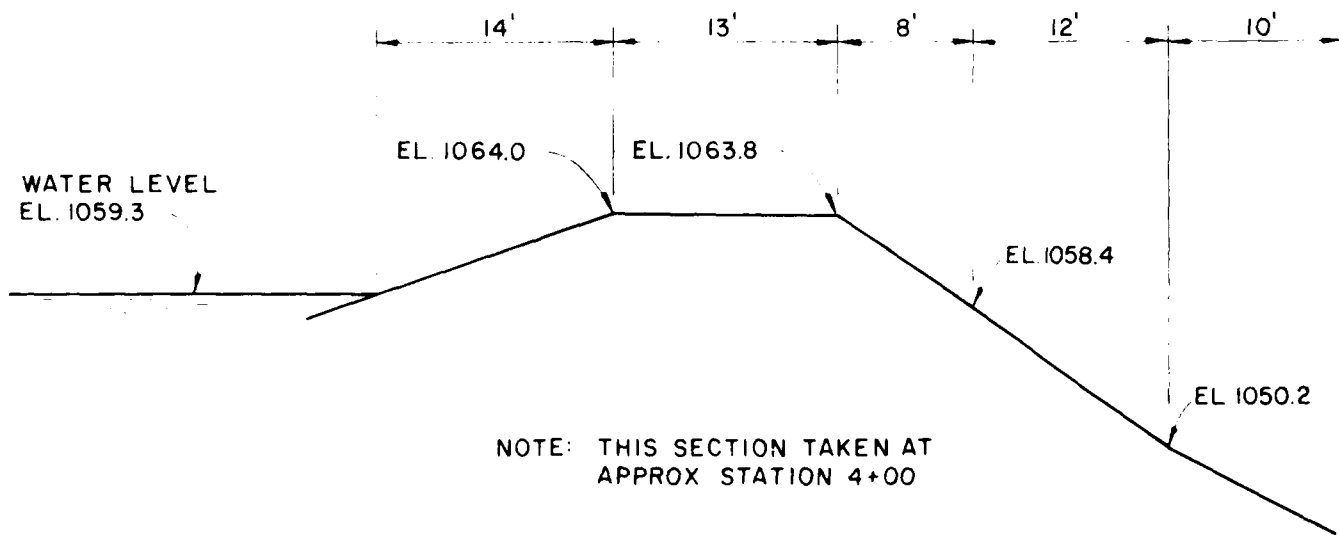 14' 13' 8' 12' 10'
EL. 1064.0 EL. 1063.8
WATER LEVEL
EL. 1059.3
EL. 1058.4
EL 1050.2
NOTE: THIS SECTION TAKEN AT
APPROX STATION 4+00